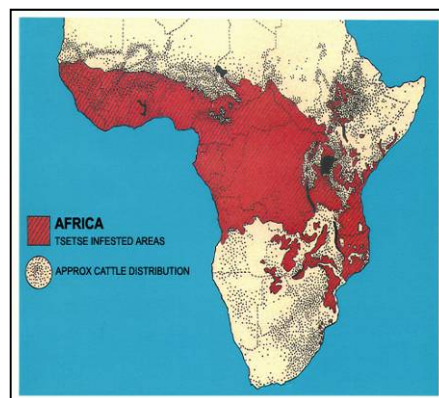 AFRICA
TSETSE INFESTED AREAS
APPROX CATTLE DISTRIBUTION